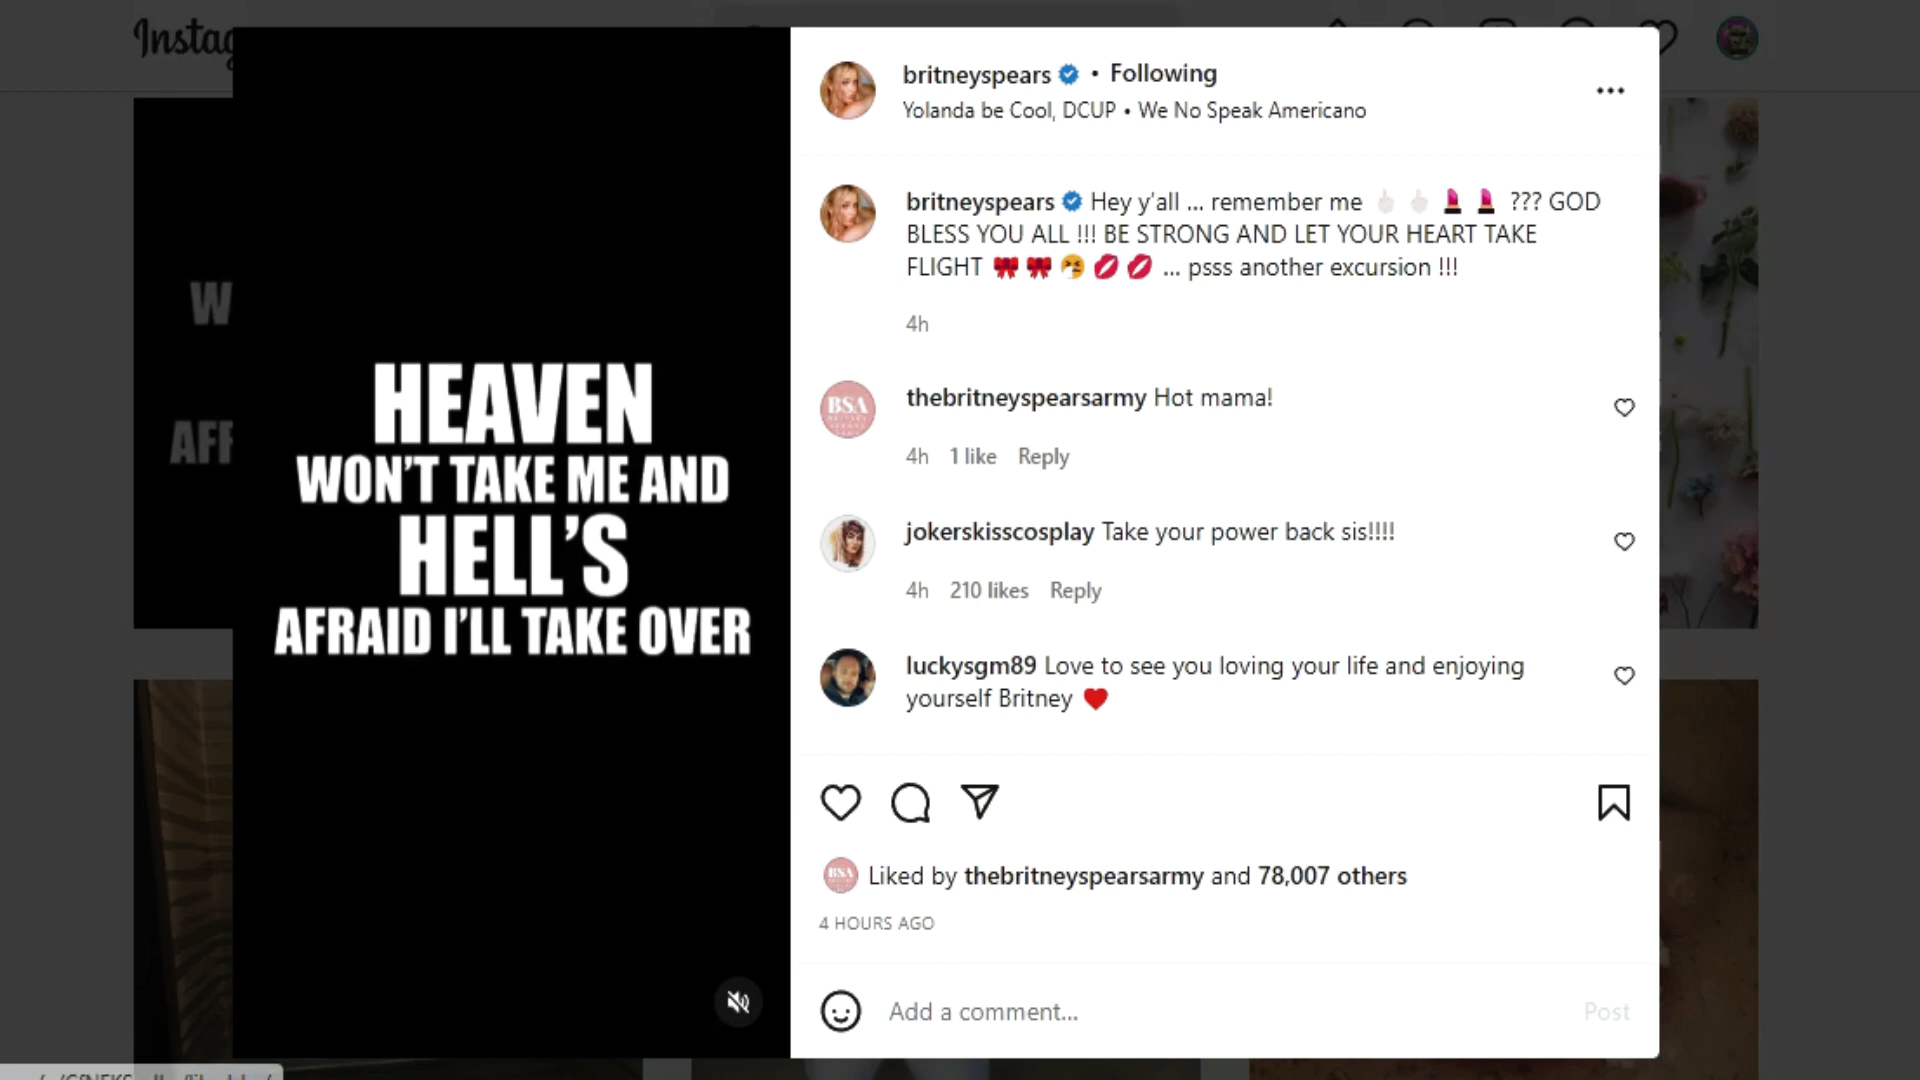 Instag
W
AFF
HEAVEN
WON'T TAKE ME AND
HELL'S
AFRAID I'LL TAKE OVER
britneyspears • Following
Yolanda be Cool, DCUP • We No Speak Americano
britneyspears Hey y'all ... remember me 🖕🏻🖕🏻💄💄 ??? GOD
BLESS YOU ALL !!! BE STRONG AND LET YOUR HEART TAKE
FLIGHT 🎀🎀🤧💋💋 ... psss another excursion !!!
4h
BSA
thebritneyspearsarmy Hot mama!
4h 1 like Reply
jokerskisscosplay Take your power back sis!!!!
4h 210 likes Reply
luckysgm89 Love to see you loving your life and enjoying
yourself Britney ♥
BSA
Liked by thebritneyspearsarmy and 78,007 others
4 HOURS AGO
Add a comment...
Post